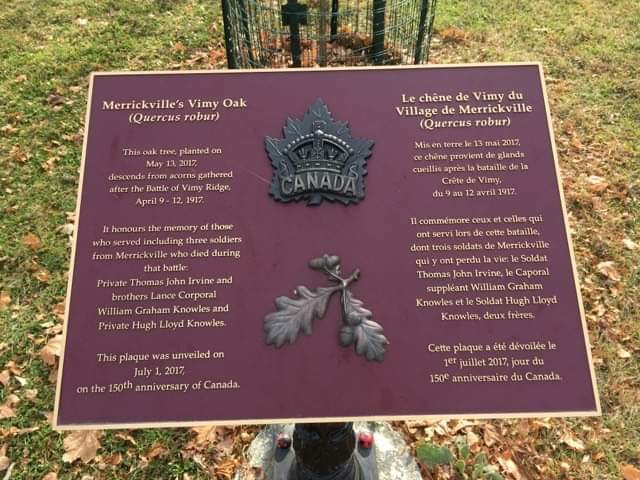 Merrickville's Vimy Oak
(Quercus robur)
This oak tree, planted on
May 13, 2017,
descends from acorns gathered
after the Battle of Vimy Ridge,
April 9 - 12, 1917.
It honours the memory of those
who served including three soldiers
from Merrickville who died during
that battle:
Private Thomas John Irvine and
brothers Lance Corporal
William Graham Knowles and
Private Hugh Lloyd Knowles.
This plaque was unveiled on
July 1, 2017,
on the 150th anniversary of Canada.
CANADA
Le chêne de Vimy du
Village de Merrickville
(Quercus robur)
Mis en terre le 13 mai 2017,
ce chêne provient de glands
cueillis après la bataille de la
Crête de Vimy,
du 9 au 12 avril 1917.
Il commémore ceux et celles qui
ont servi lors de cette bataille,
dont trois soldats de Merrickville
qui y ont perdu la vie: le Soldat
Thomas John Irvine, le Caporal
suppléant William Graham
Knowles et le Soldat Hugh Lloyd
Knowles, deux frères.
Cette plaque a été dévoilée le
1er juillet 2017, jour du
150e anniversaire du Canada.